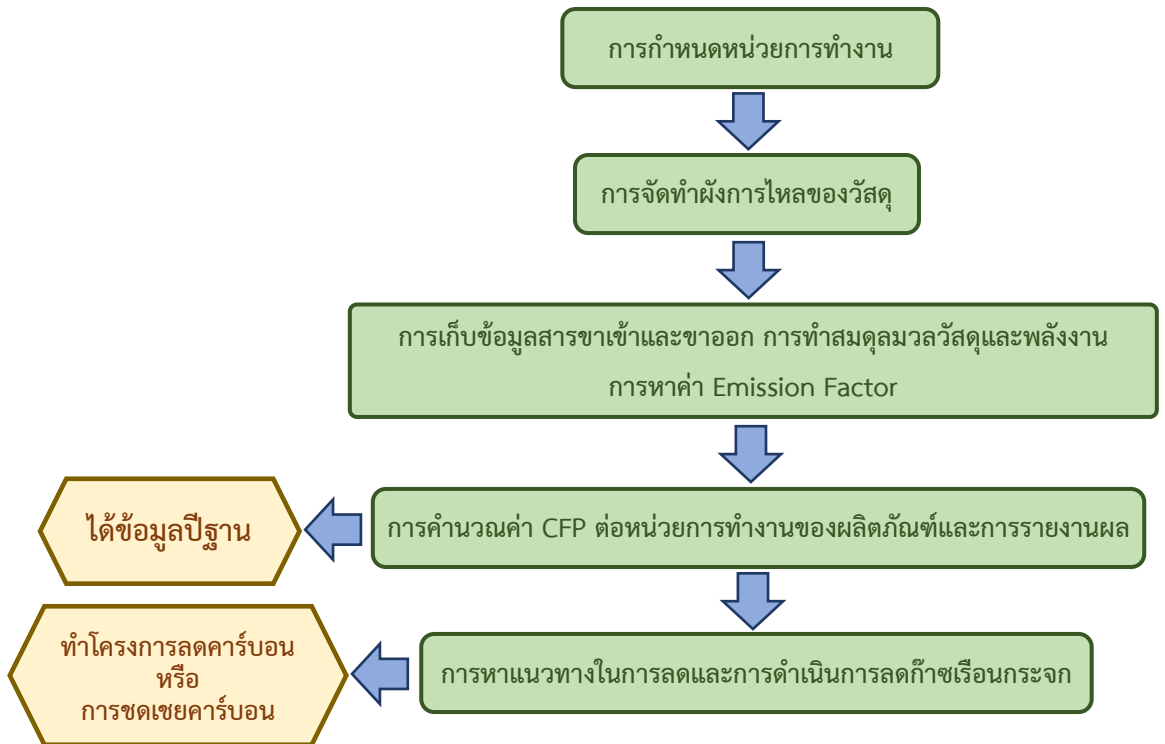 การกำหนดหน่วยการทำงาน
การจัดทำผังการไหลของวัสดุ
การเก็บข้อมูลสารขาเข้าและขาออก การทำสมดุลมวลวัสดุและพลังงาน
การหาค่า Emission Factor
ได้ข้อมูลปีฐาน
การคำนวณค่า CFP ต่อหน่วยการทำงานของผลิตภัณฑ์และการรายงานผล
ทำโครงการลดคาร์บอน
หรือ
การชดเชยคาร์บอน
การหาแนวทางในการลดและการดำเนินการลดก๊าซเรือนกระจก